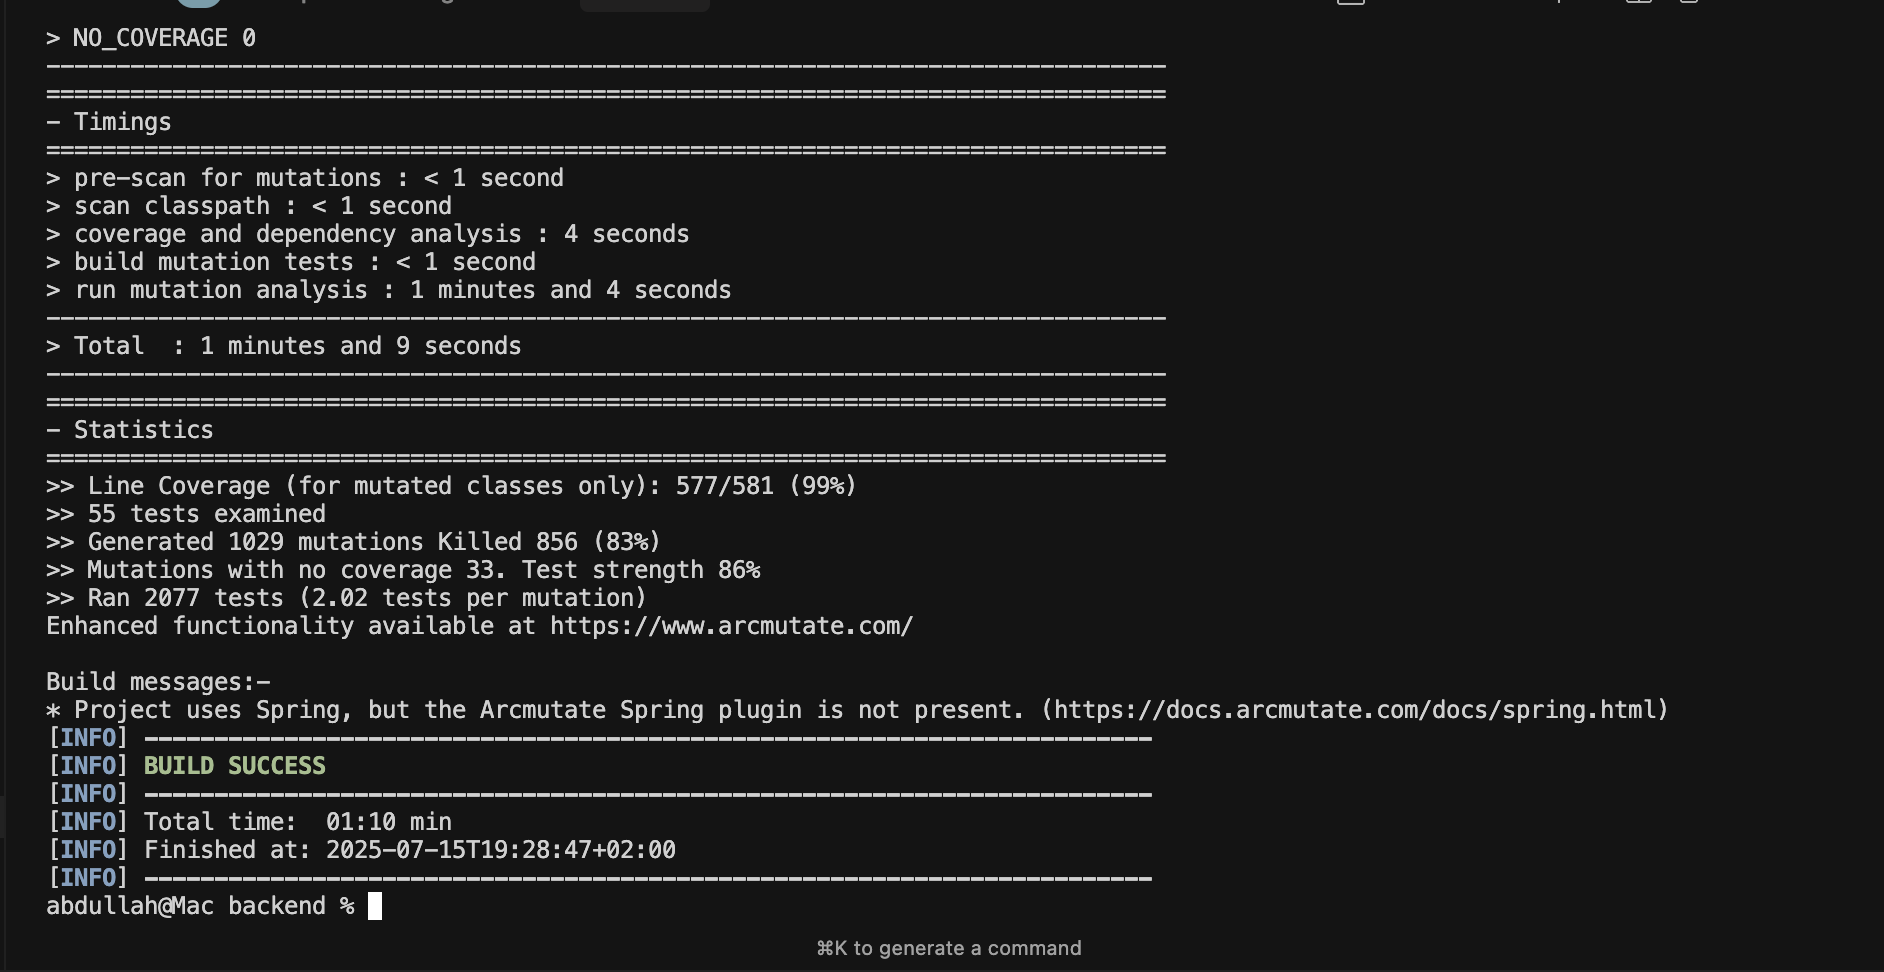 > NO_COVERAGE 0
--------------------------------------------------------------------------------
================================================================================
- Timings
================================================================================
> pre-scan for mutations : < 1 second
> scan classpath : < 1 second
> coverage and dependency analysis : 4 seconds
> build mutation tests : < 1 second
> run mutation analysis : 1 minutes and 4 seconds
--------------------------------------------------------------------------------
> Total  : 1 minutes and 9 seconds
--------------------------------------------------------------------------------
================================================================================
- Statistics
================================================================================
>> Line Coverage (for mutated classes only): 577/581 (99%)
>> 55 tests examined
>> Generated 1029 mutations Killed 856 (83%)
>> Mutations with no coverage 33. Test strength 86%
>> Ran 2077 tests (2.02 tests per mutation)
Enhanced functionality available at https://www.arcmutate.com/

Build messages:-
* Project uses Spring, but the Arcmutate Spring plugin is not present. (https://docs.arcmutate.com/docs/spring.html)
[INFO] ------------------------------------------------------------------------
[INFO] BUILD SUCCESS
[INFO] ------------------------------------------------------------------------
[INFO] Total time:  01:10 min
[INFO] Finished at: 2025-07-15T19:28:47+02:00
[INFO] ------------------------------------------------------------------------
abdullah@Mac backend %
⌘K to generate a command